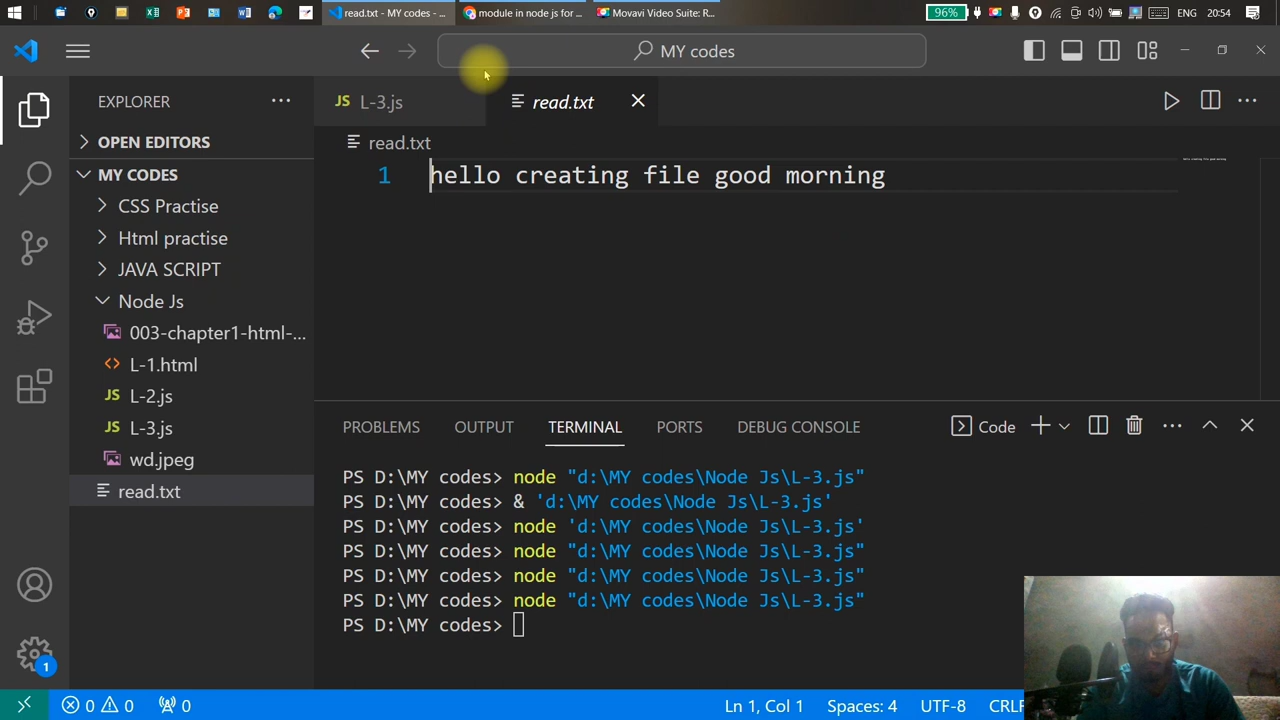 read.txt - MY codes - ...
module in node js for ...
Movavi Video Suite: R...
96%
ENG
20:54
MY codes
EXPLORER
JS L-3.js
read.txt
OPEN EDITORS
read.txt
MY CODES
1
hello creating file good morning
CSS Practise
Html practise
JAVA SCRIPT
Node Js
003-chapter1-html-...
<> L-1.html
JS L-2.js
JS L-3.js
wd.jpeg
read.txt
PROBLEMS OUTPUT TERMINAL PORTS DEBUG CONSOLE
Code
PS D:\MY codes> node "d:\MY codes\Node Js\L-3.js"
PS D:\MY codes> & 'd:\MY codes\Node Js\L-3.js'
PS D:\MY codes> node 'd:\MY codes\Node Js\L-3.js'
PS D:\MY codes> node "d:\MY codes\Node Js\L-3.js"
PS D:\MY codes> node "d:\MY codes\Node Js\L-3.js"
PS D:\MY codes> node "d:\MY codes\Node Js\L-3.js"
PS D:\MY codes>
1
0 0 0
Ln 1, Col 1
Spaces: 4
UTF-8
CRLF